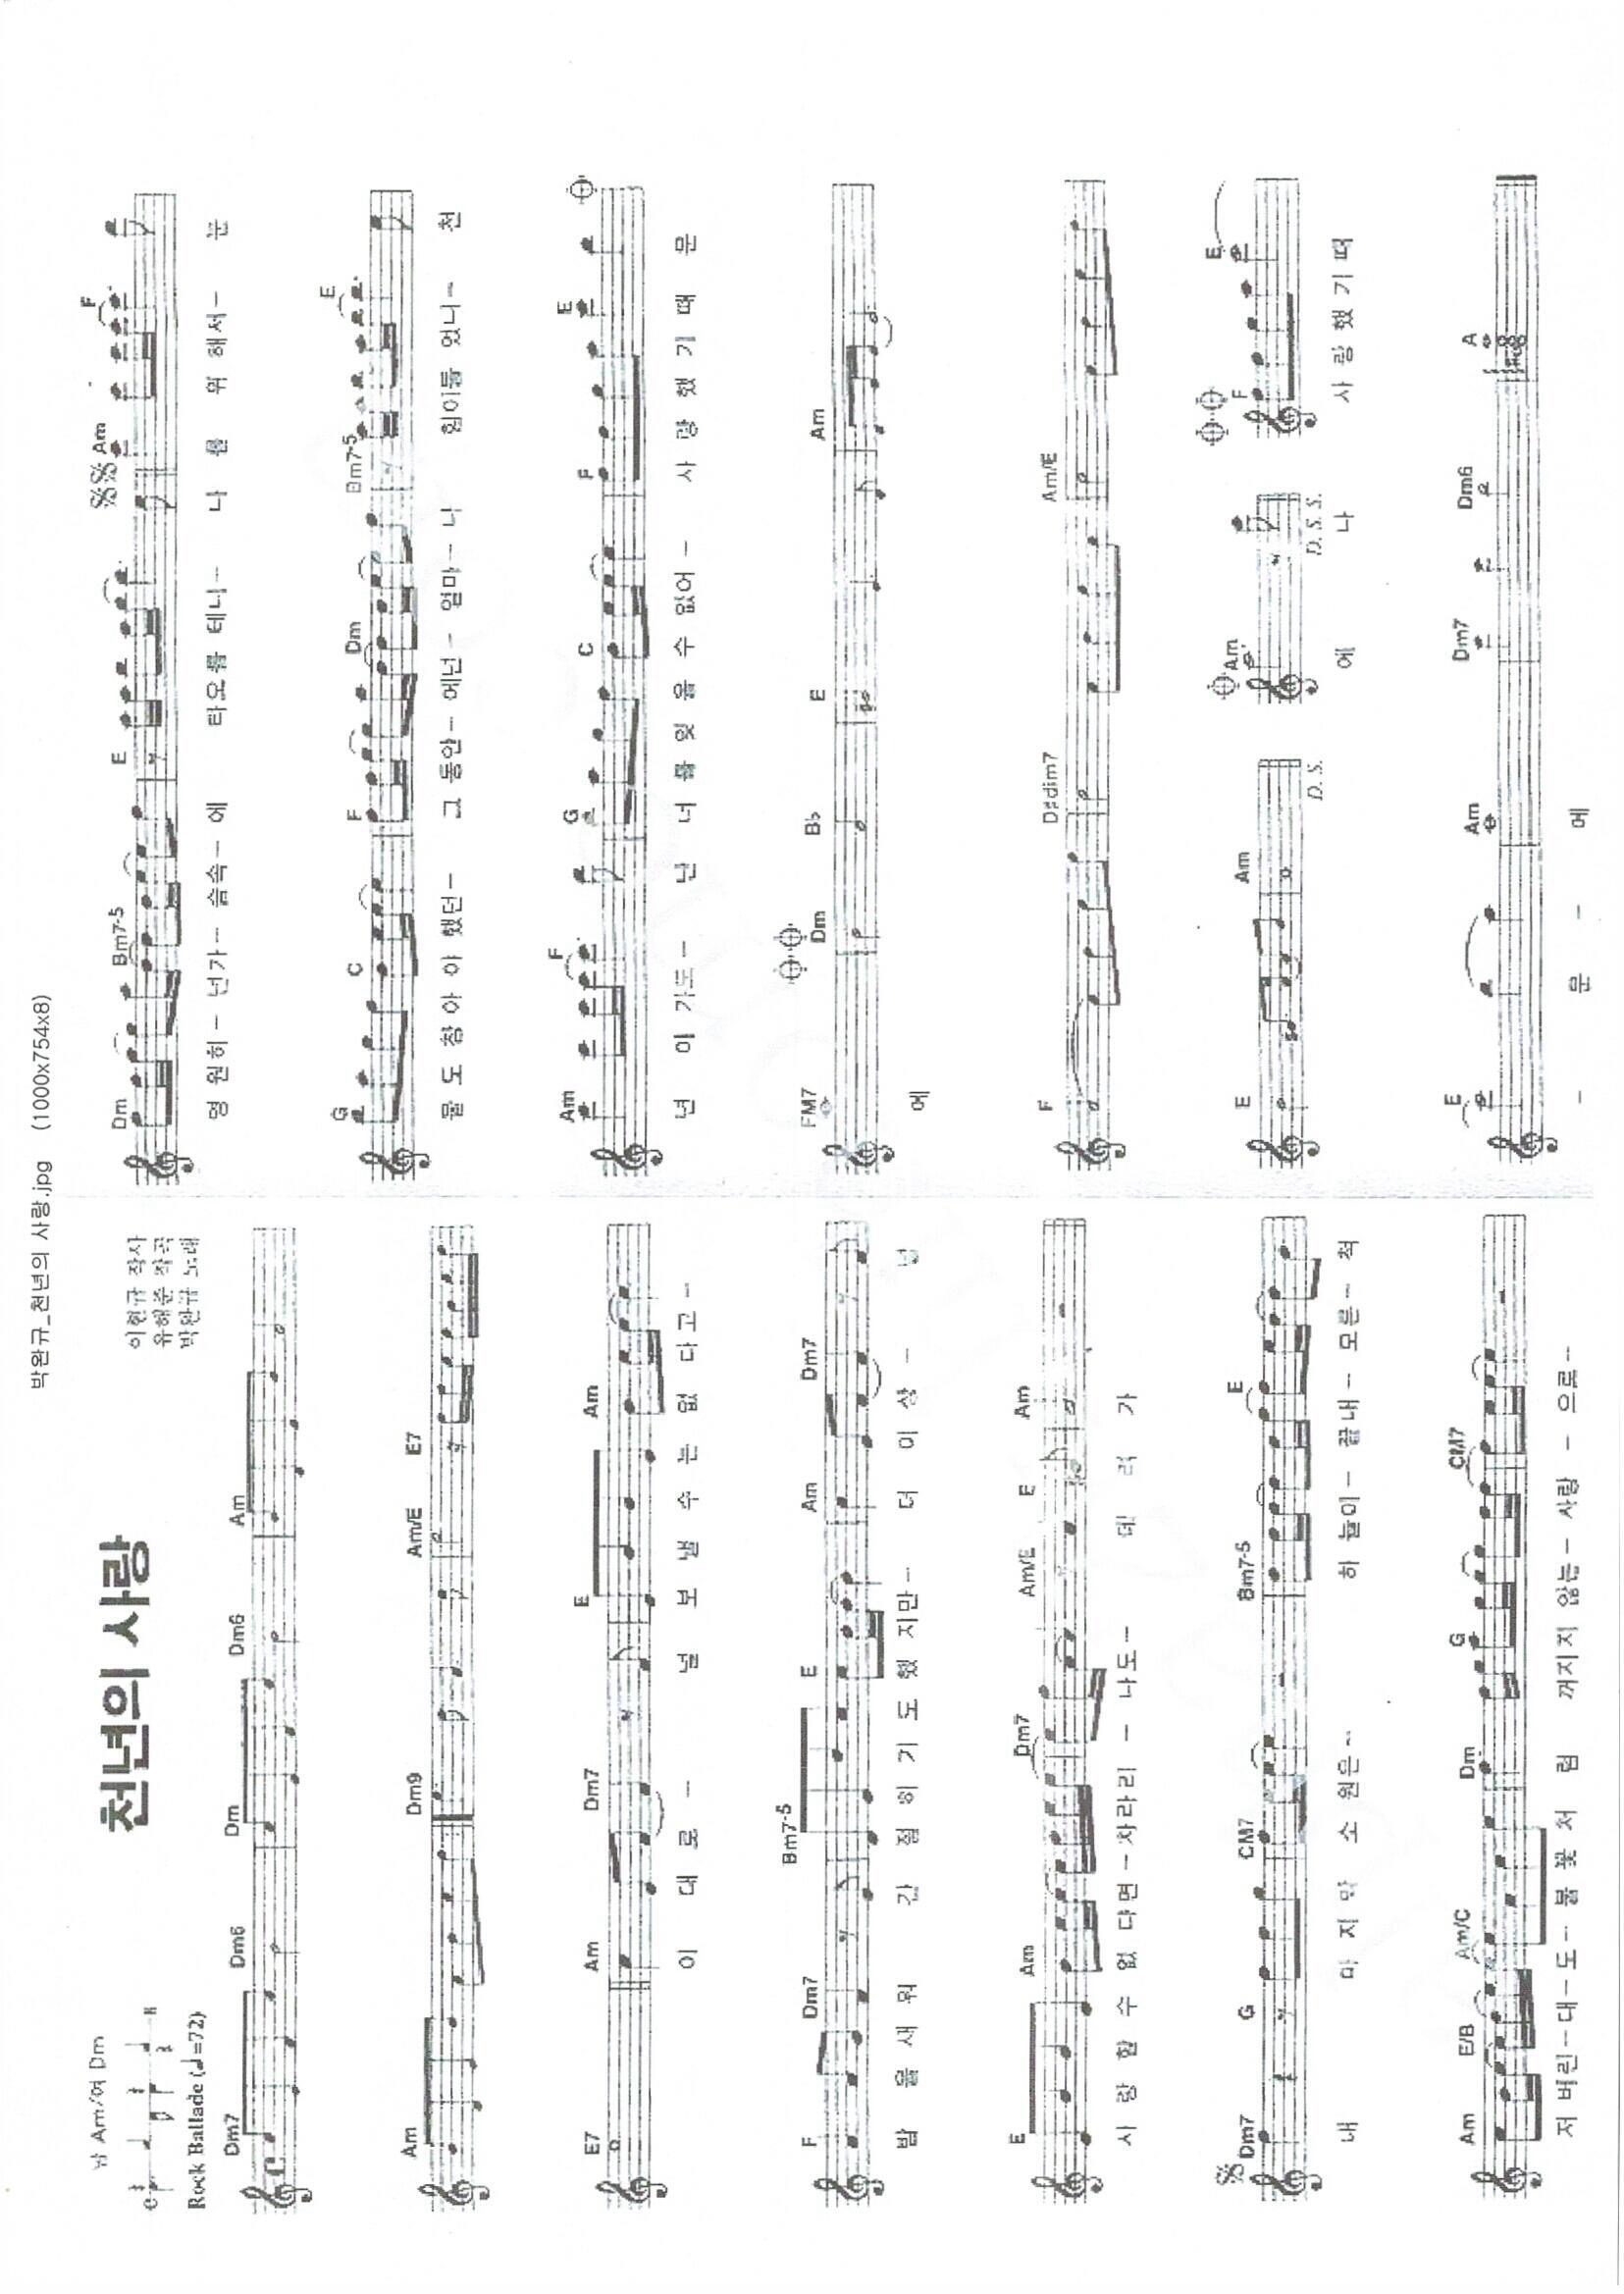 박완규_천년의 사랑.jpg (1000x754x8)
남 Am/여 Dm
천년의 사랑
이현규 작사
유해준 작곡
박완규 노래
Rock Ballade (♩=72)
Dm7 Dm6 Dm Dm6 Am
Am Dm9 Am/E E7
E7 Am Dm7 E Am
이 대 로 - 널 보 낼 수 는 없 다 고 -
F Dm7 Bm7-5 E Am Dm7
밤 을 새 워 간 절 히 기 도 했 지만 - 더 이 상 - 널
E Am Dm7 Am/E E Am
사 랑 할 수 없 다면 - 차라리 - 나도 - 데 려 가
Dm7 G CM7 Bm7-5 E
내 마 지 막 소 원은 - 하 늘이 - 끝내 - 모른 - 척
Am E/B Am/C Dm G CM7
저 버린 - 대 - 도 - 불 꽃 처 럼 꺼지지 않는 - 사랑 - 으로 -
Dm Bm7-5 E Am F
영 원히 - 넌가 - 슴속 - 에 타오를 테니 - 나 를 위 해서 - 눈
G C F Dm Bm7-5 E
물 도 참 아 야 했던 - 그 동안 - 에넌 - 얼마 - 나 힘이들 었니 - 천
Am F G C F E
년 이 가도 - 난 너 를 잊 을 수 없어 - 사 랑 했 기 때 문
FM7 Dm B♭ E Am
에
F D♯dim7 Am/E
E Am Am F E
D.S. D.S.S.
에 나 사 랑 했 기 때
E Am Dm7 Dm6 A
- 문 - 에